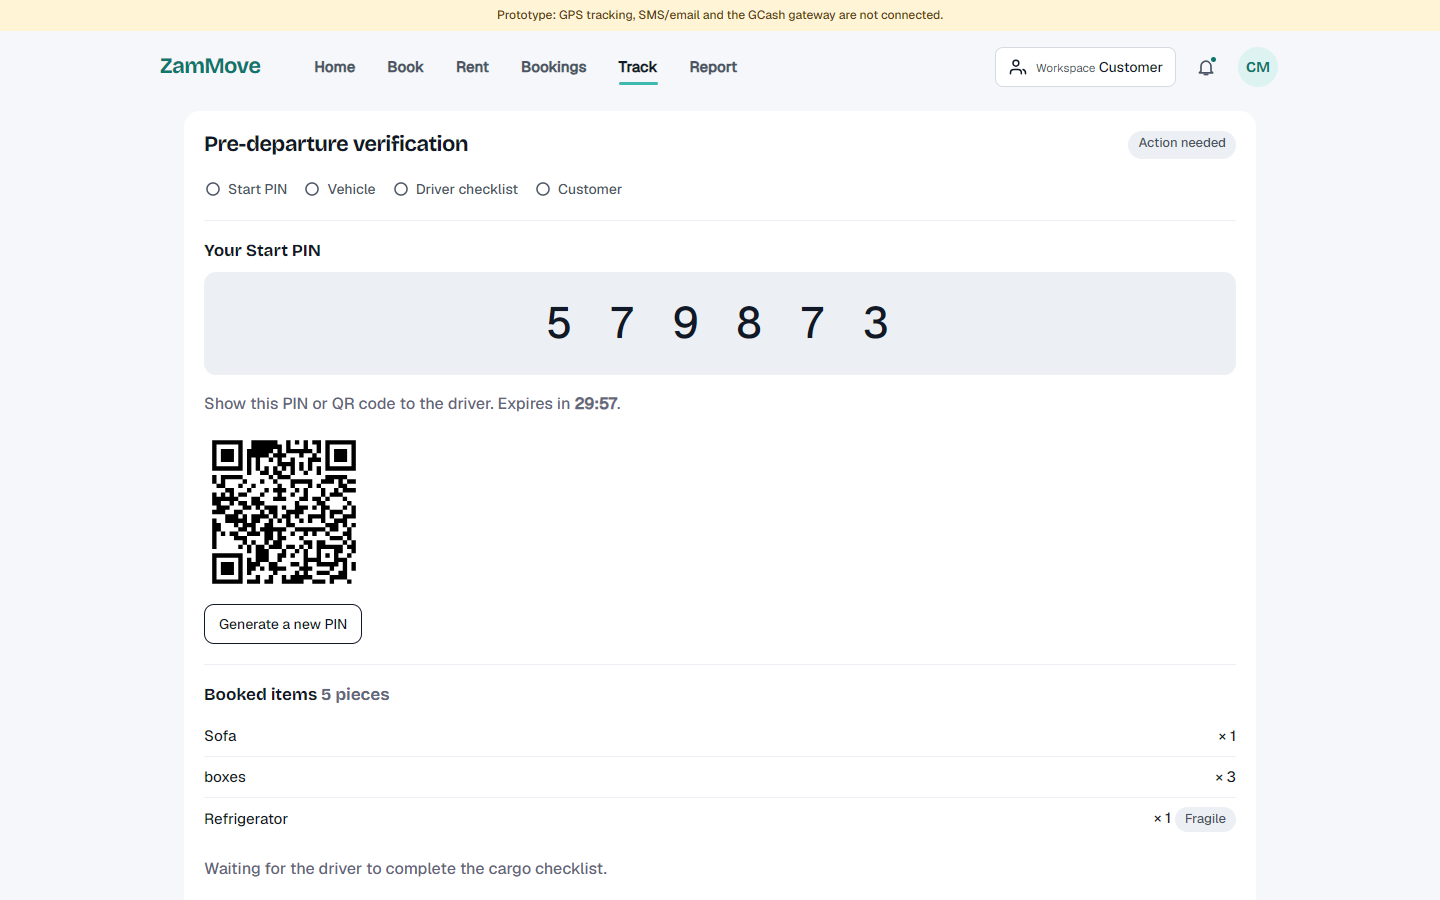 Prototype: GPS tracking, SMS/email and the GCash gateway are not connected.
ZamMove Home Book Rent Bookings Track Report Workspace Customer CM
Pre-departure verification Action needed
Start PIN Vehicle Driver checklist Customer
Your Start PIN
5 7 9 8 7 3
Show this PIN or QR code to the driver. Expires in 29:57.
Generate a new PIN
Booked items 5 pieces
Sofa × 1
boxes × 3
Refrigerator × 1 Fragile
Waiting for the driver to complete the cargo checklist.